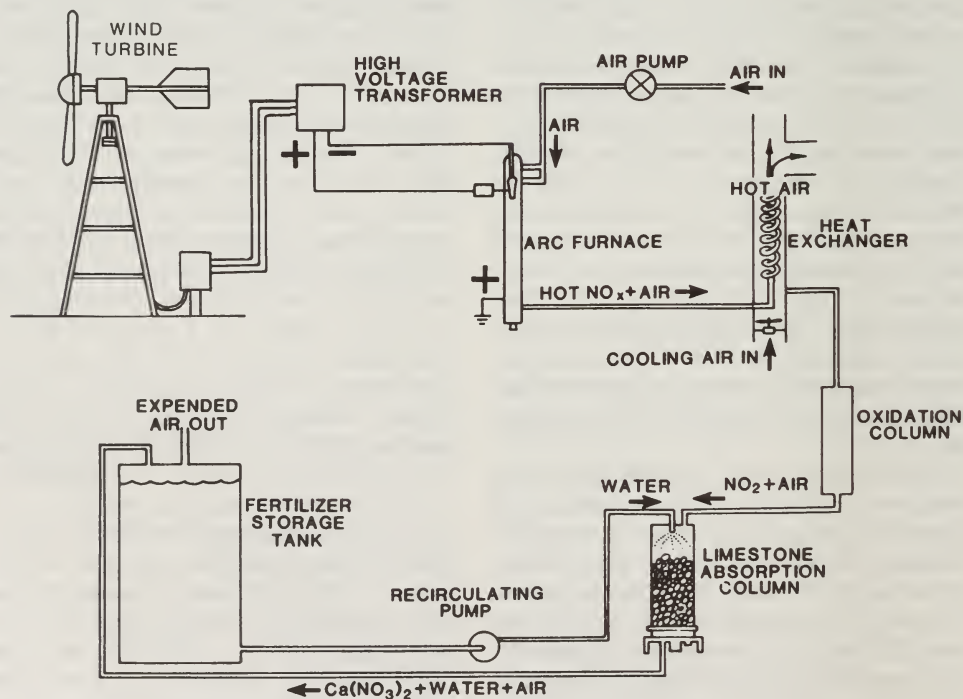 WIND
TURBINE
HIGH
VOLTAGE
TRANSFORMER
+ −
AIR PUMP
AIR IN
AIR
HOT AIR
HEAT
EXCHANGER
ARC FURNACE
+
HOT NOx+AIR
COOLING AIR IN
EXPENDED
AIR OUT
OXIDATION
COLUMN
FERTILIZER
STORAGE
TANK
WATER
NO2+AIR
LIMESTONE
ABSORPTION
COLUMN
RECIRCULATING
PUMP
Ca(NO3)2+WATER+AIR